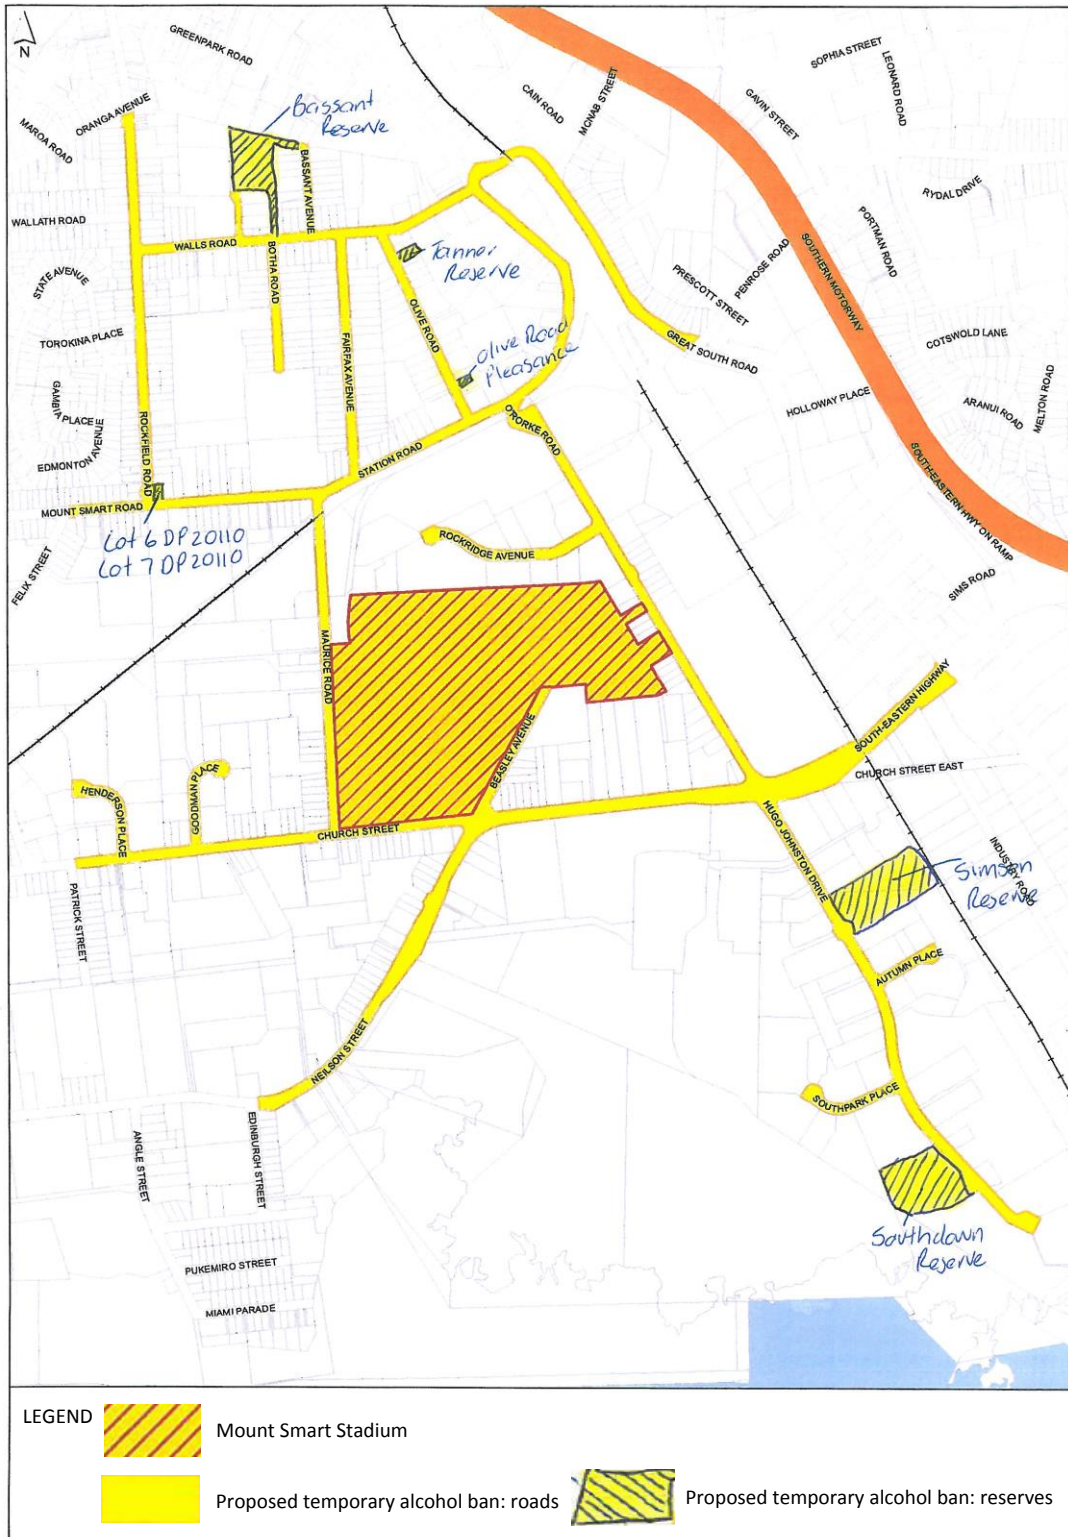 N
GREENPARK ROAD
ORANGA AVENUE
MAROA ROAD
Bassant
Reserve
BASSANT AVENUE
CAIN ROAD
MCNAB STREET
GAVIN STREET
SOPHIA STREET
LEONARD ROAD
RYDAL DRIVE
PORTMAN ROAD
WALLATH ROAD
WALLS ROAD
BOTHA ROAD
Tanner
Reserve
STATE AVENUE
OLIVE ROAD
FAIRFAX AVENUE
PRESCOTT STREET
PENROSE ROAD
SOUTHERN MOTORWAY
TOROKINA PLACE
Olive Road
Pleasance
GREAT SOUTH ROAD
COTSWOLD LANE
MELTON ROAD
GAMBIA PLACE
ROCKFIELD ROAD
EDMONTON AVENUE
O'RORKE ROAD
HOLLOWAY PLACE
ARANUI ROAD
STATION ROAD
SOUTH-EASTERN HWY ON RAMP
MOUNT SMART ROAD
Lot 6 DP 20110
Lot 7 DP 20110
FELIX STREET
ROCKRIDGE AVENUE
SIMS ROAD
MAURICE ROAD
BEASLEY AVENUE
SOUTH-EASTERN HIGHWAY
CHURCH STREET EAST
HENDERSON PLACE
GOODMAN PLACE
CHURCH STREET
HUGO JOHNSTON DRIVE
INDUSTRY ROAD
Simson
Reserve
PATRICK STREET
AUTUMN PLACE
NEILSON STREET
SOUTHPARK PLACE
ANGLE STREET
EDINBURGH STREET
Southdown
Reserve
PUKEMIRO STREET
MIAMI PARADE
LEGEND
Mount Smart Stadium
Proposed temporary alcohol ban: roads
Proposed temporary alcohol ban: reserves